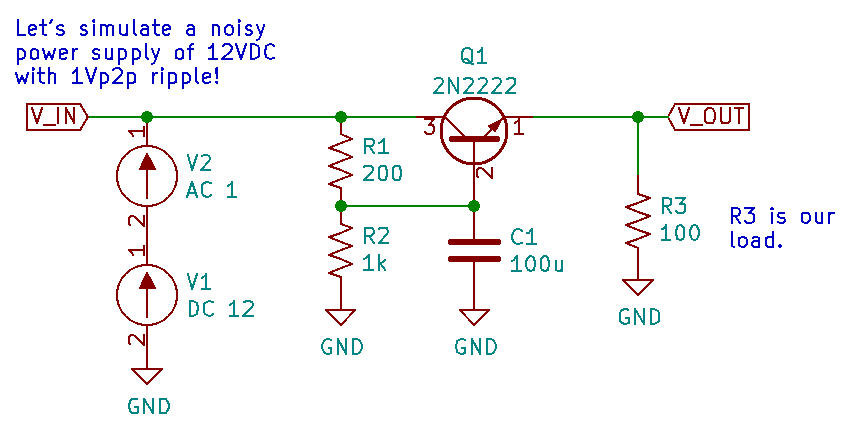 Let's simulate a noisy
power supply of 12VDC
with 1Vp2p ripple!
V_IN
1
V2
AC 1
2
1
V1
DC 12
2
GND
R1
200
R2
1k
GND
Q1
2N2222
3
1
2
C1
100u
GND
V_OUT
R3
100
GND
R3 is our
load.